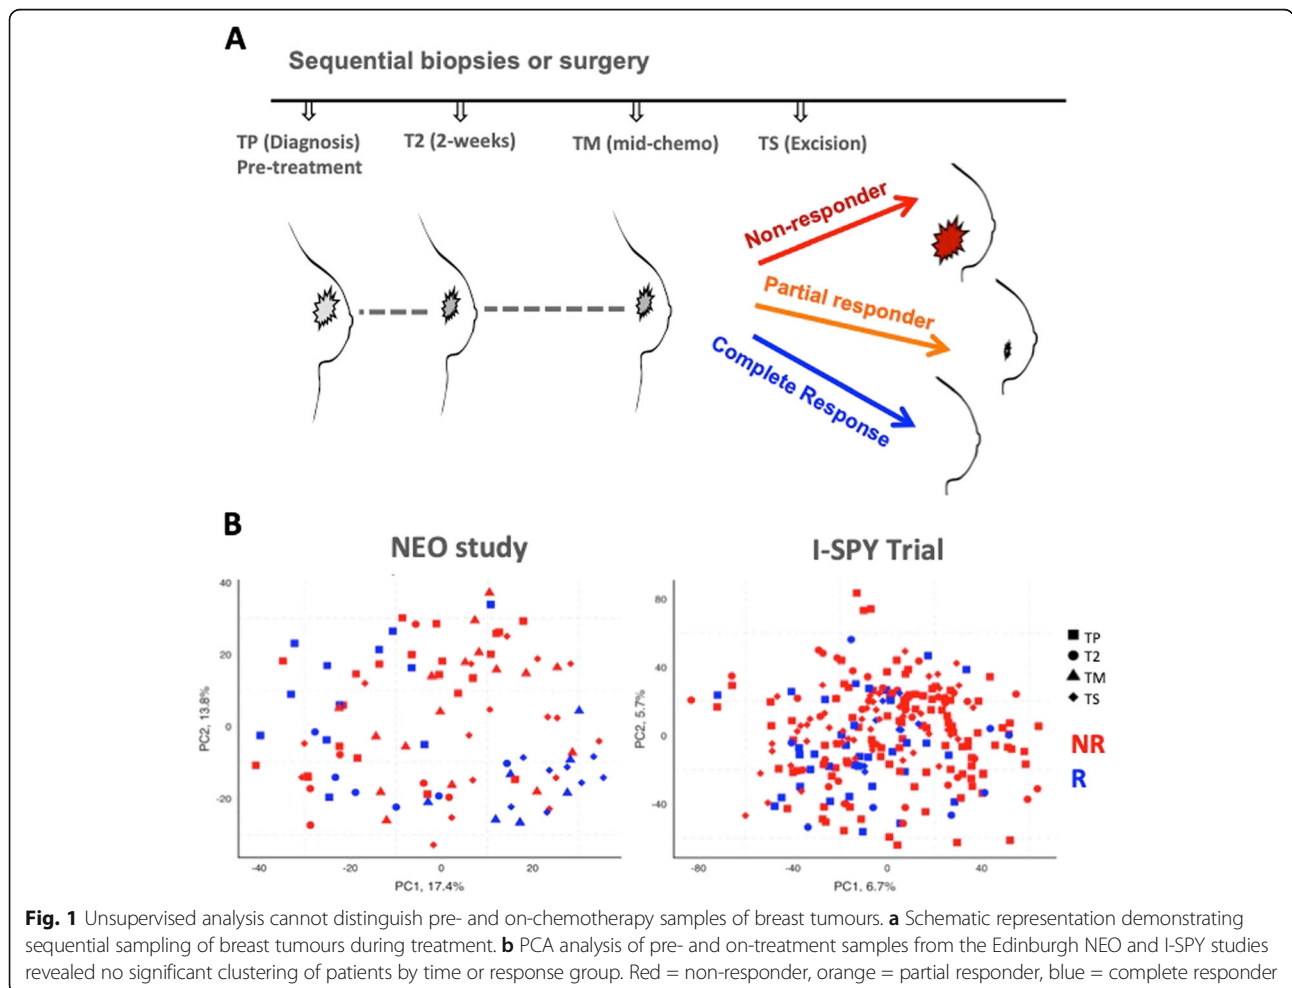 A
Sequential biopsies or surgery
TP (Diagnosis)
Pre-treatment
T2 (2-weeks)
TM (mid-chemo)
TS (Excision)
Non-responder
Partial responder
Complete Response
B
NEO study
I-SPY Trial
40
20
0
-20
PC2, 13.8%
-40
-20
0
20
PC1, 17.4%
80
40
0
-40
PC2, 5.7%
-80
-40
0
40
PC1, 6.7%
TP
T2
TM
TS
NR
R
Fig. 1 Unsupervised analysis cannot distinguish pre- and on-chemotherapy samples of breast tumours. a Schematic representation demonstrating
sequential sampling of breast tumours during treatment. b PCA analysis of pre- and on-treatment samples from the Edinburgh NEO and I-SPY studies
revealed no significant clustering of patients by time or response group. Red = non-responder, orange = partial responder, blue = complete responder